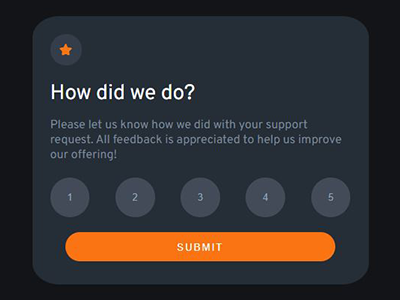 How did we do?
Please let us know how we did with your support
request. All feedback is appreciated to help us improve
our offering!
1 2 3 4 5
SUBMIT